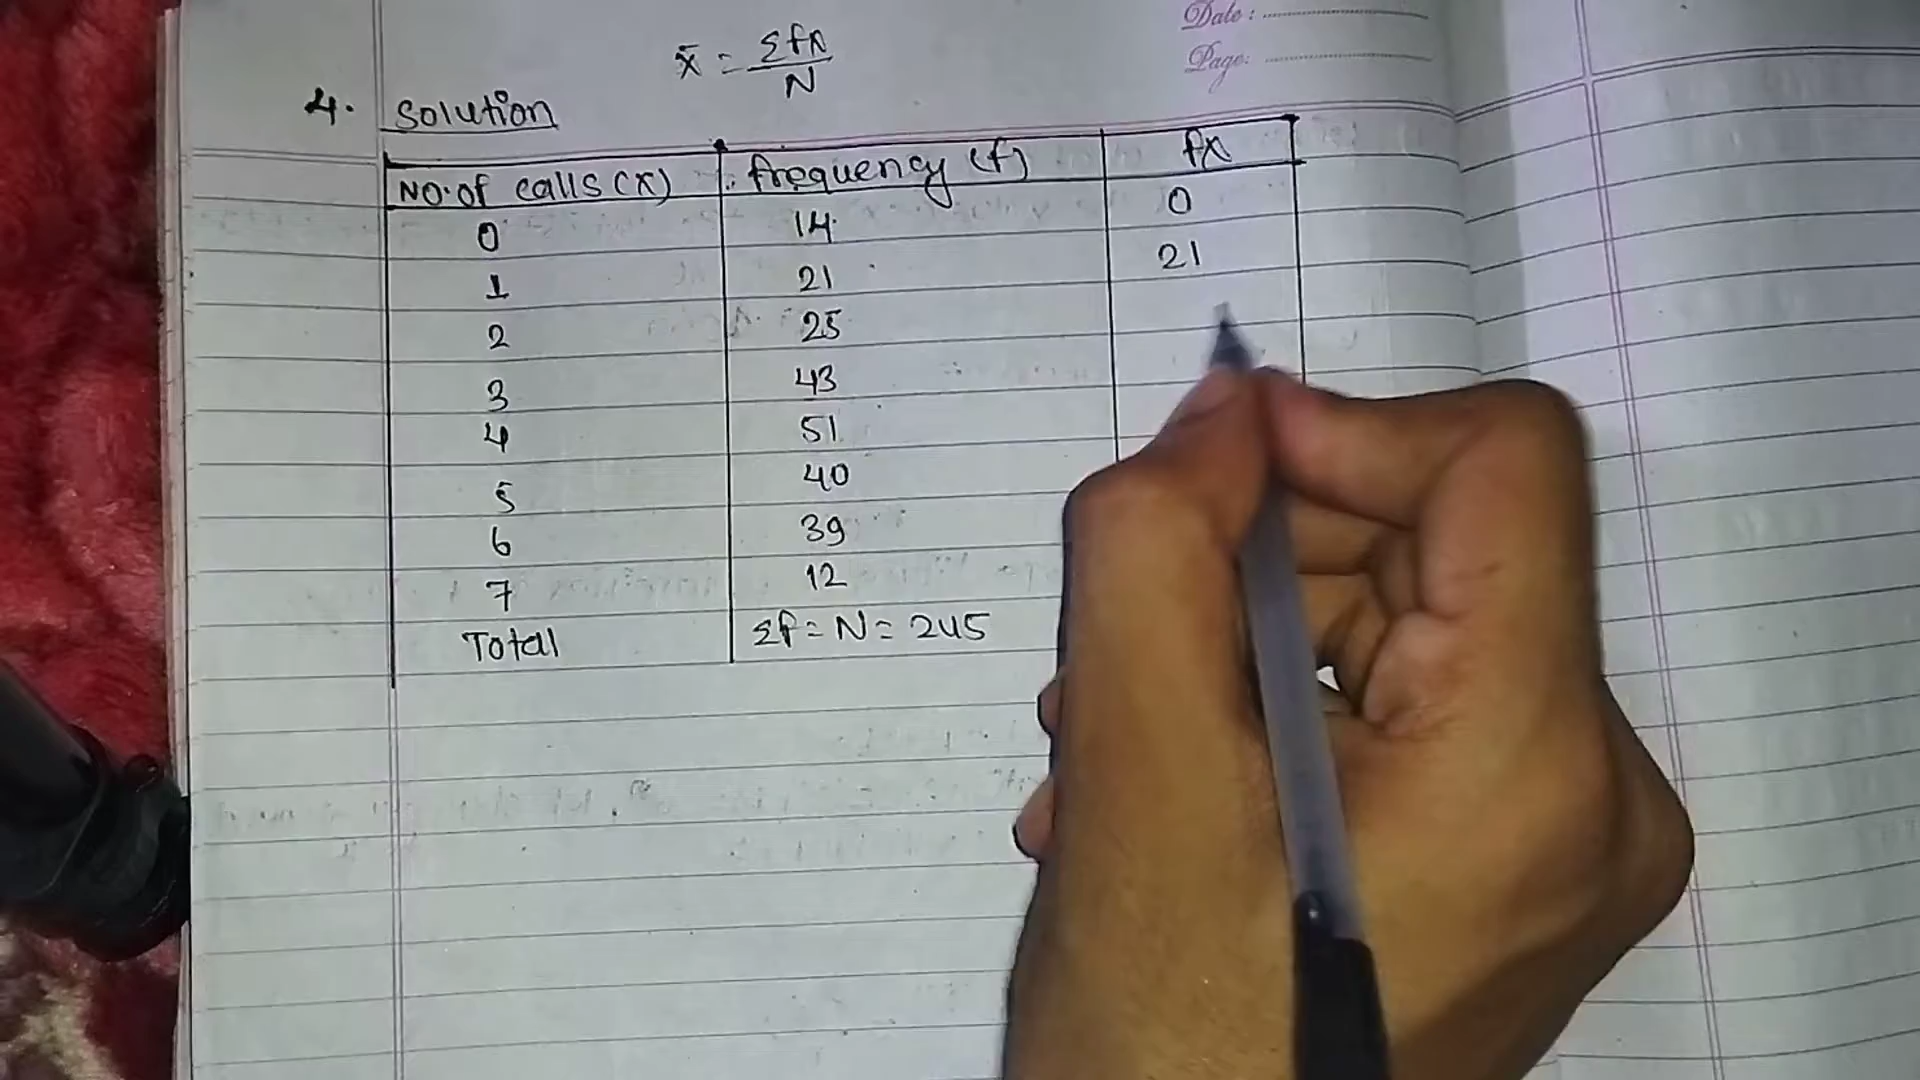 Date :
Page:
x̄ = Σfx / N
4. Solution
No. of calls (x) frequency (f) fx
0 14 0
1 21 21
2 25
3 43
4 51
5 40
6 39
7 12
Total Σf = N = 245